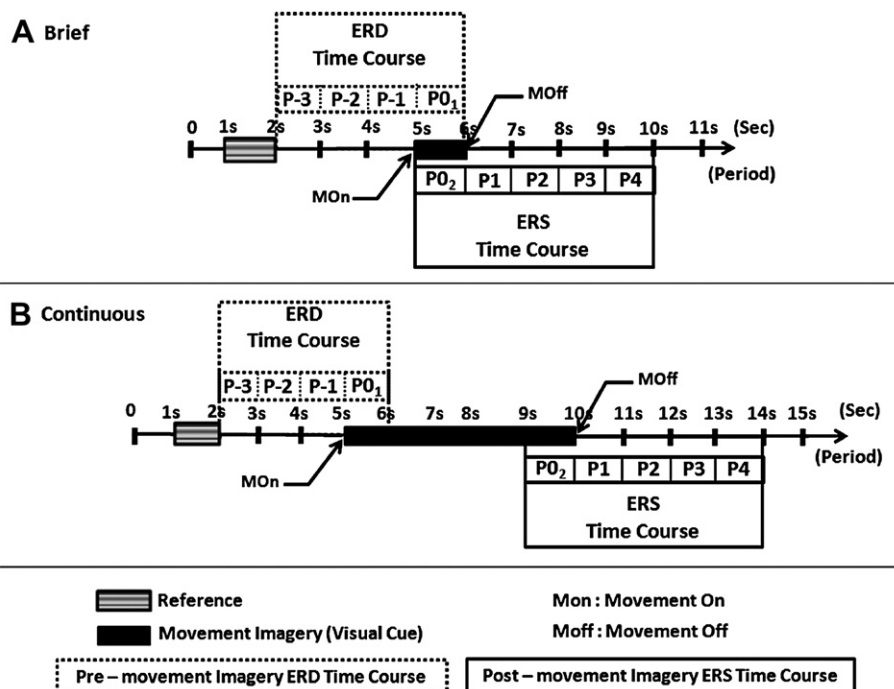 A Brief
ERD
Time Course
P-3 P-2 P-1 P0₁
MOff
0 1s 2s 3s 4s 5s 6s 7s 8s 9s 10s 11s (Sec)
MOn
P0₂ P1 P2 P3 P4
(Period)
ERS
Time Course
B Continuous
ERD
Time Course
P-3 P-2 P-1 P0₁
MOff
0 1s 2s 3s 4s 5s 6s 7s 8s 9s 10s 11s 12s 13s 14s 15s (Sec)
(Period)
MOn
P0₂ P1 P2 P3 P4
ERS
Time Course
Reference
Mon : Movement On
Movement Imagery (Visual Cue)
Moff : Movement Off
Pre – movement Imagery ERD Time Course
Post – movement Imagery ERS Time Course